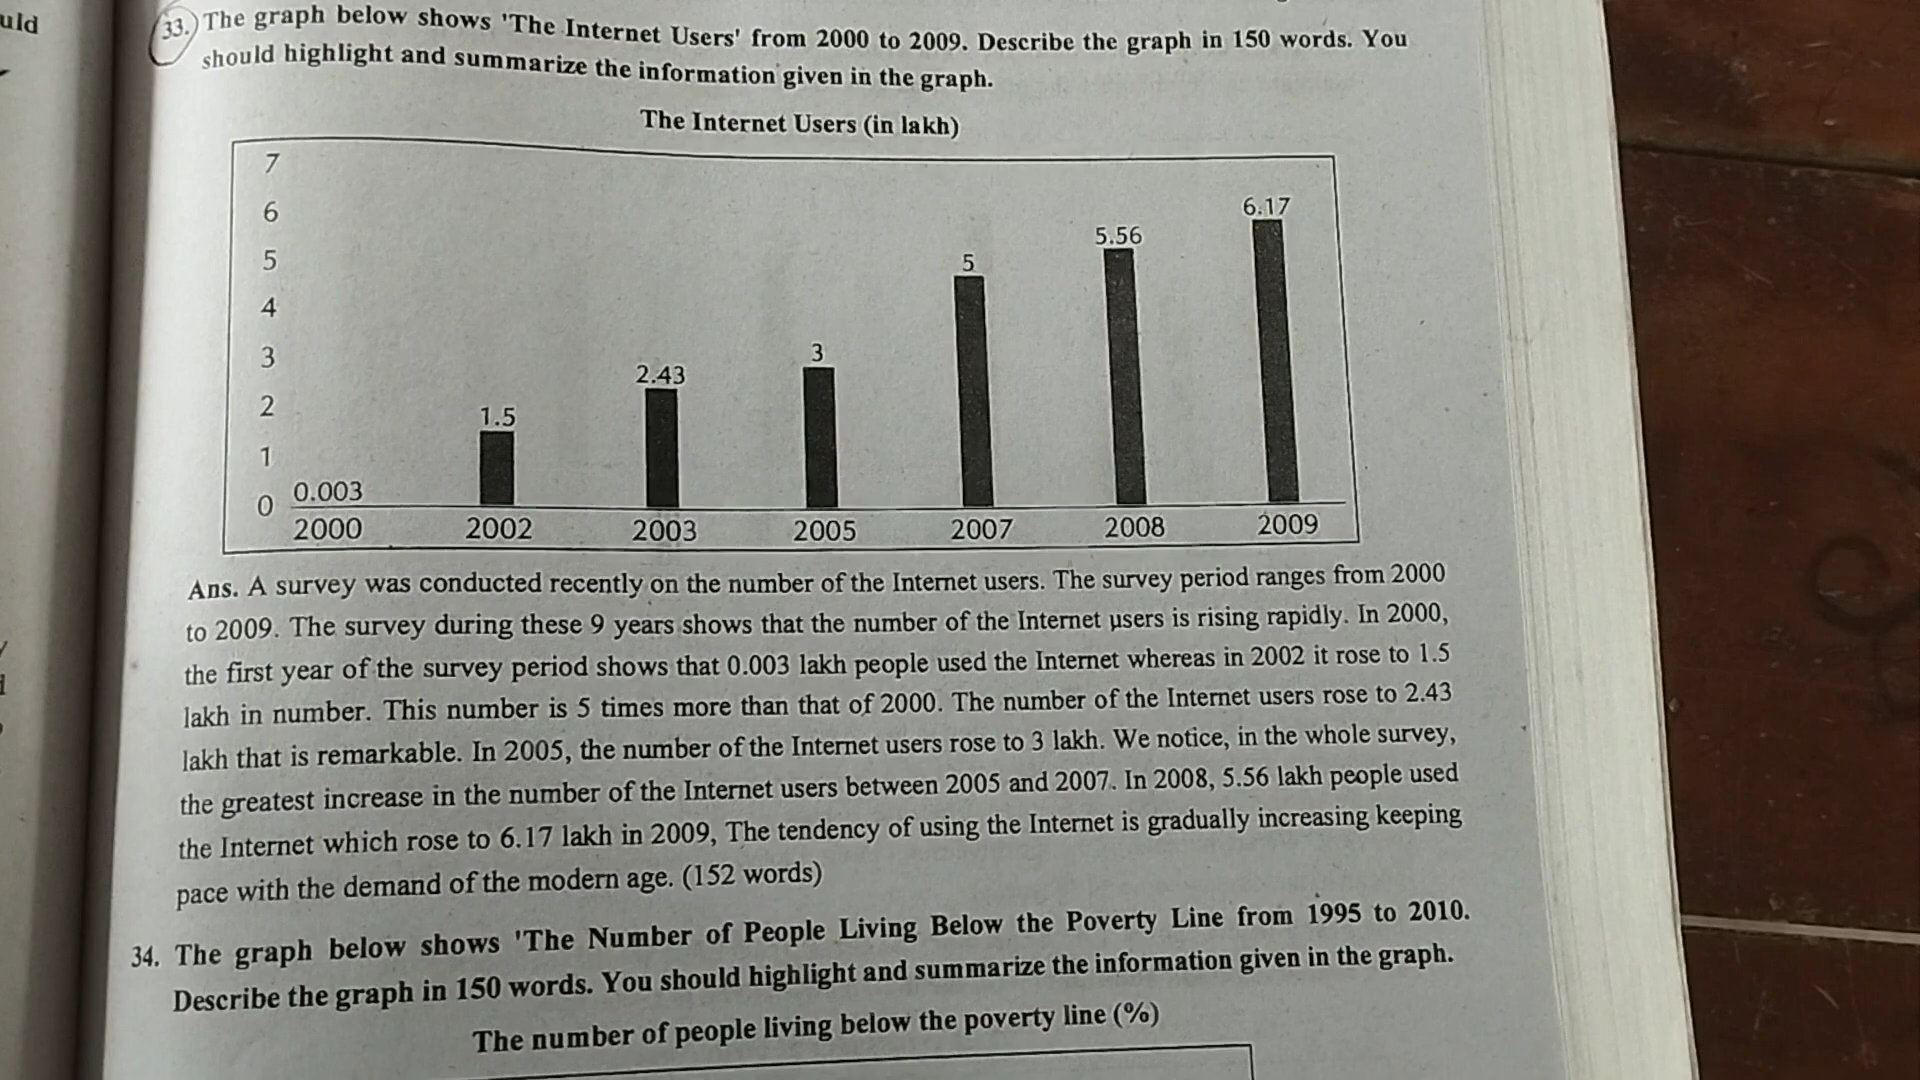 uld
33. The graph below shows 'The Internet Users' from 2000 to 2009. Describe the graph in 150 words. You
should highlight and summarize the information given in the graph.
The Internet Users (in lakh)
7
6
5
4
3
2
1
0
0.003
1.5
2.43
3
5
5.56
6.17
2000 2002 2003 2005 2007 2008 2009
Ans. A survey was conducted recently on the number of the Internet users. The survey period ranges from 2000
to 2009. The survey during these 9 years shows that the number of the Internet users is rising rapidly. In 2000,
the first year of the survey period shows that 0.003 lakh people used the Internet whereas in 2002 it rose to 1.5
lakh in number. This number is 5 times more than that of 2000. The number of the Internet users rose to 2.43
lakh that is remarkable. In 2005, the number of the Internet users rose to 3 lakh. We notice, in the whole survey,
the greatest increase in the number of the Internet users between 2005 and 2007. In 2008, 5.56 lakh people used
the Internet which rose to 6.17 lakh in 2009, The tendency of using the Internet is gradually increasing keeping
pace with the demand of the modern age. (152 words)
34. The graph below shows 'The Number of People Living Below the Poverty Line from 1995 to 2010.
Describe the graph in 150 words. You should highlight and summarize the information given in the graph.
The number of people living below the poverty line (%)